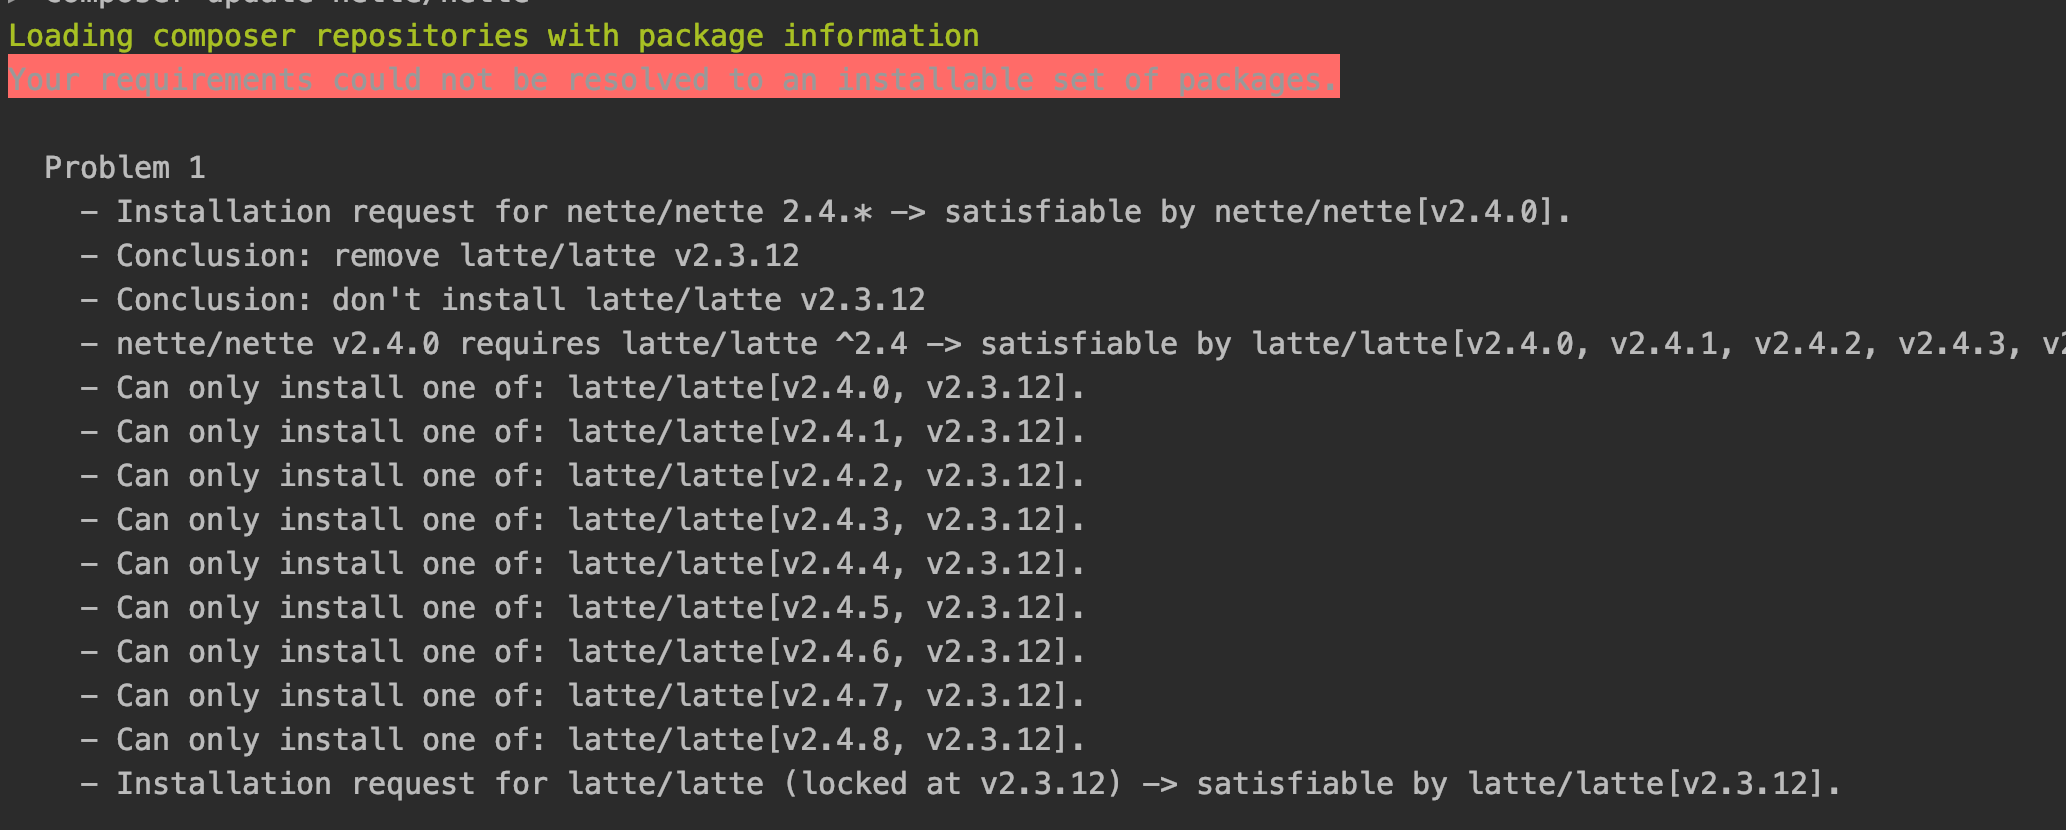 > composer update nette/nette
Loading composer repositories with package information
Your requirements could not be resolved to an installable set of packages.
Problem 1
- Installation request for nette/nette 2.4.* -> satisfiable by nette/nette[v2.4.0].
- Conclusion: remove latte/latte v2.3.12
- Conclusion: don't install latte/latte v2.3.12
- nette/nette v2.4.0 requires latte/latte ^2.4 -> satisfiable by latte/latte[v2.4.0, v2.4.1, v2.4.2, v2.4.3,
- Can only install one of: latte/latte[v2.4.0, v2.3.12].
- Can only install one of: latte/latte[v2.4.1, v2.3.12].
- Can only install one of: latte/latte[v2.4.2, v2.3.12].
- Can only install one of: latte/latte[v2.4.3, v2.3.12].
- Can only install one of: latte/latte[v2.4.4, v2.3.12].
- Can only install one of: latte/latte[v2.4.5, v2.3.12].
- Can only install one of: latte/latte[v2.4.6, v2.3.12].
- Can only install one of: latte/latte[v2.4.7, v2.3.12].
- Can only install one of: latte/latte[v2.4.8, v2.3.12].
- Installation request for latte/latte (locked at v2.3.12) -> satisfiable by latte/latte[v2.3.12].